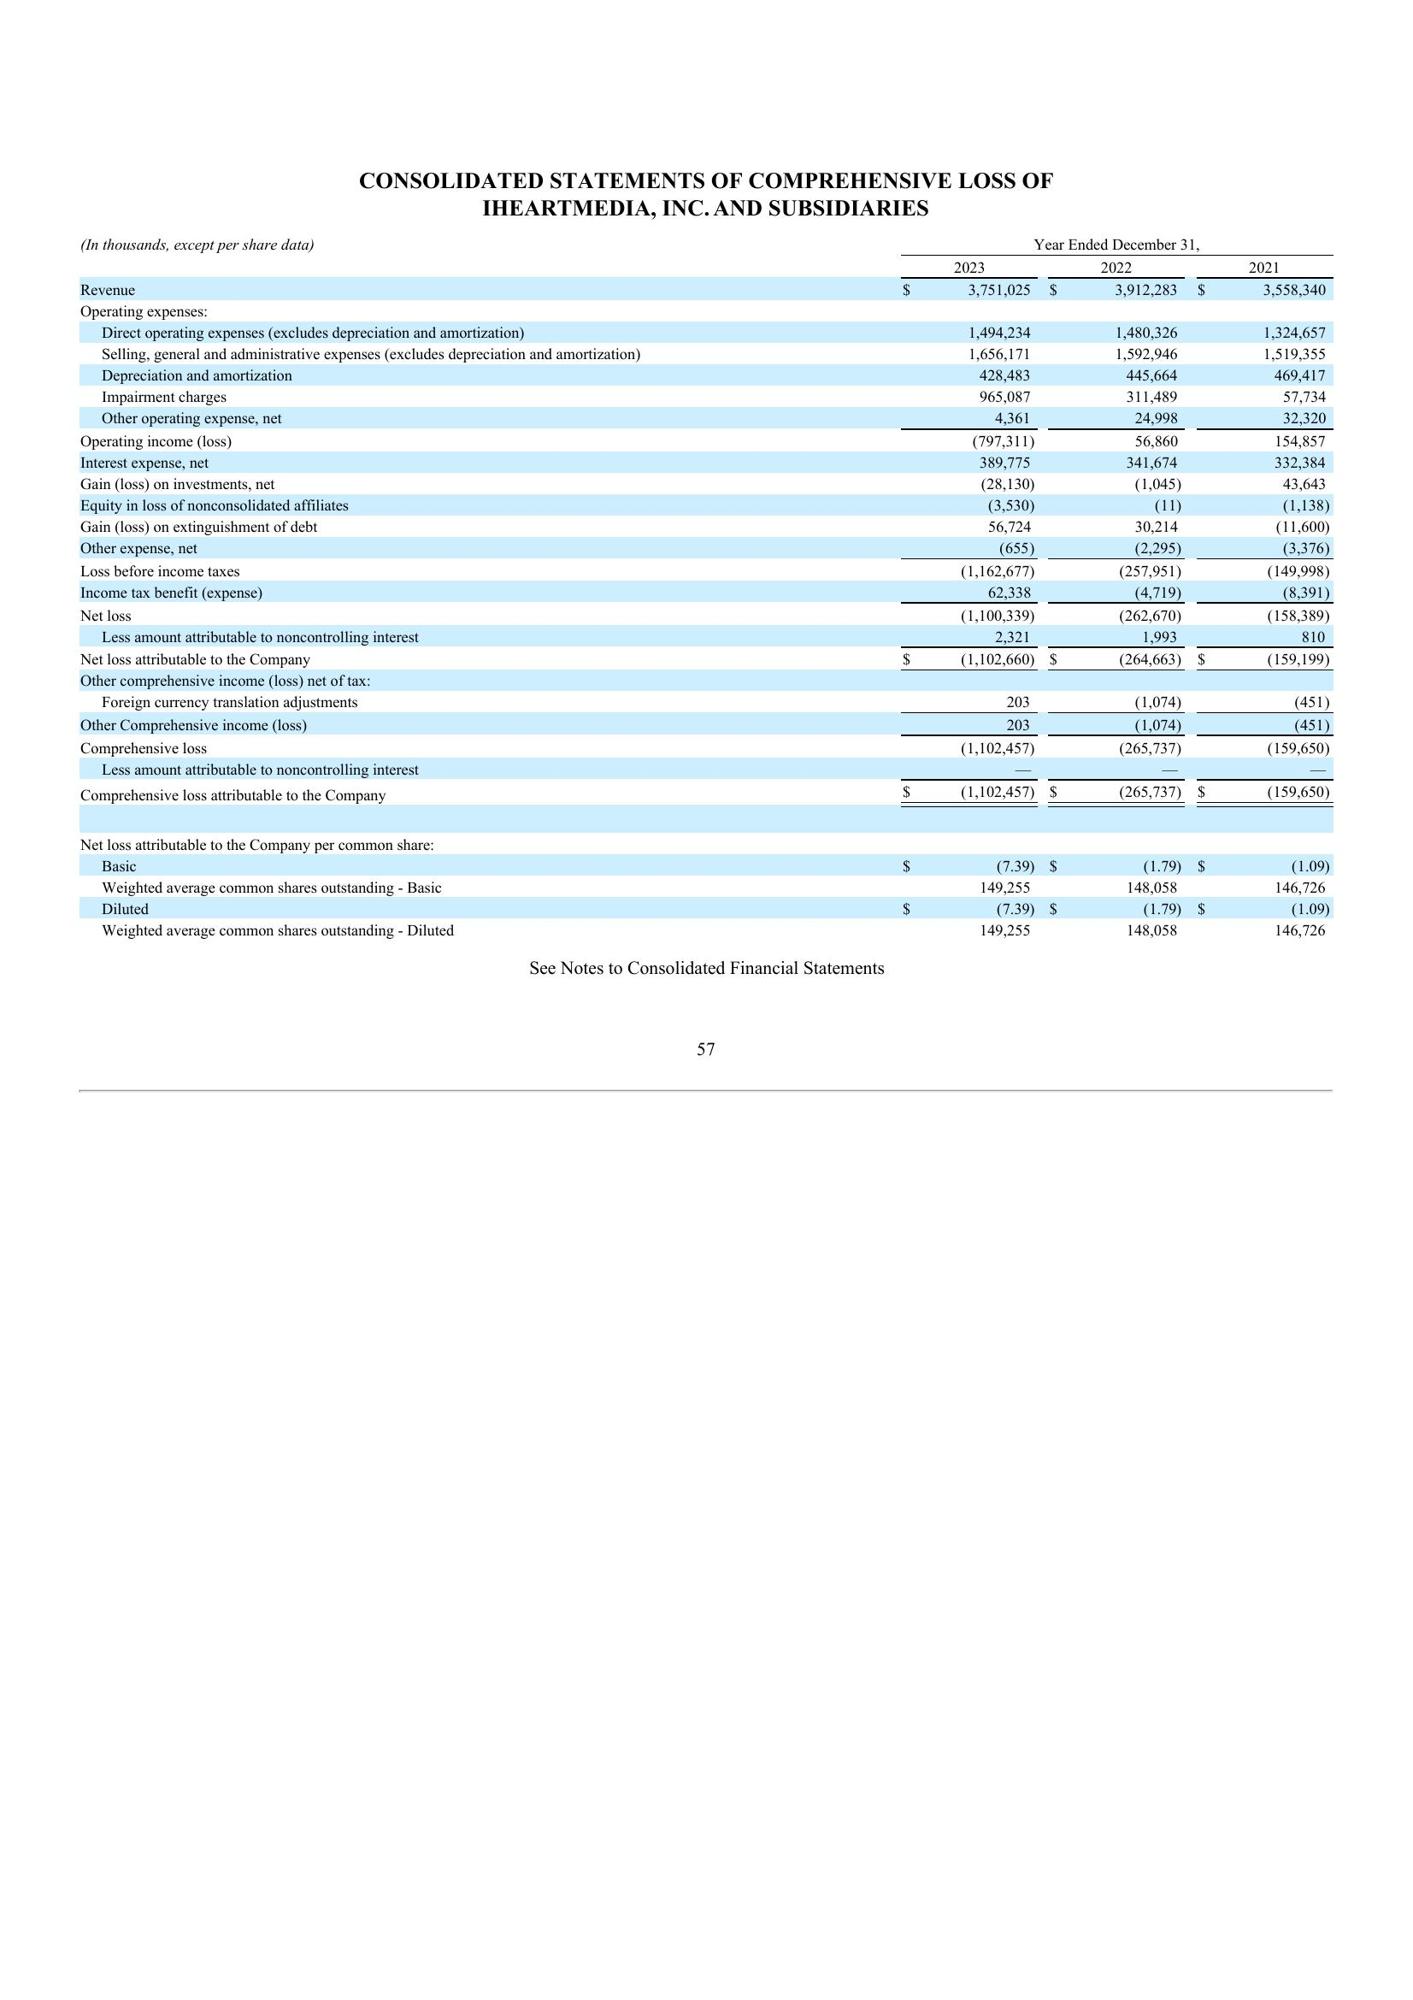 CONSOLIDATED STATEMENTS OF COMPREHENSIVE LOSS OF
IHEARTMEDIA, INC. AND SUBSIDIARIES
(In thousands, except per share data) Year Ended December 31,
2023 2022 2021
Revenue $ 3,751,025 $ 3,912,283 $ 3,558,340
Operating expenses:
Direct operating expenses (excludes depreciation and amortization) 1,494,234 1,480,326 1,324,657
Selling, general and administrative expenses (excludes depreciation and amortization) 1,656,171 1,592,946 1,519,355
Depreciation and amortization 428,483 445,664 469,417
Impairment charges 965,087 311,489 57,734
Other operating expense, net 4,361 24,998 32,320
Operating income (loss) (797,311) 56,860 154,857
Interest expense, net 389,775 341,674 332,384
Gain (loss) on investments, net (28,130) (1,045) 43,643
Equity in loss of nonconsolidated affiliates (3,530) (11) (1,138)
Gain (loss) on extinguishment of debt 56,724 30,214 (11,600)
Other expense, net (655) (2,295) (3,376)
Loss before income taxes (1,162,677) (257,951) (149,998)
Income tax benefit (expense) 62,338 (4,719) (8,391)
Net loss (1,100,339) (262,670) (158,389)
Less amount attributable to noncontrolling interest 2,321 1,993 810
Net loss attributable to the Company $ (1,102,660) $ (264,663) $ (159,199)
Other comprehensive income (loss) net of tax:
Foreign currency translation adjustments 203 (1,074) (451)
Other Comprehensive income (loss) 203 (1,074) (451)
Comprehensive loss (1,102,457) (265,737) (159,650)
Less amount attributable to noncontrolling interest — — —
Comprehensive loss attributable to the Company $ (1,102,457) $ (265,737) $ (159,650)
Net loss attributable to the Company per common share:
Basic $ (7.39) $ (1.79) $ (1.09)
Weighted average common shares outstanding - Basic 149,255 148,058 146,726
Diluted $ (7.39) $ (1.79) $ (1.09)
Weighted average common shares outstanding - Diluted 149,255 148,058 146,726
See Notes to Consolidated Financial Statements
57